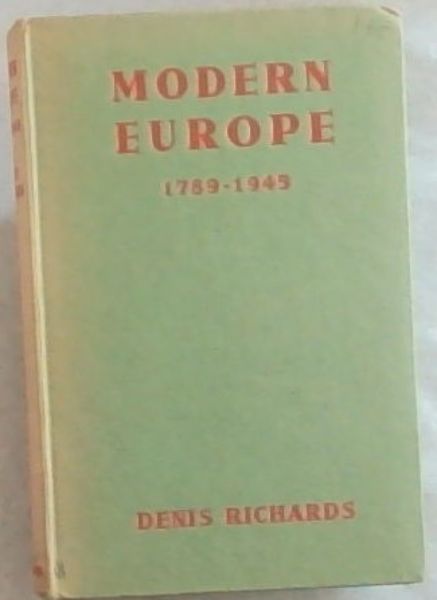 MODERN
EUROPE
1789-1945
DENIS RICHARDS